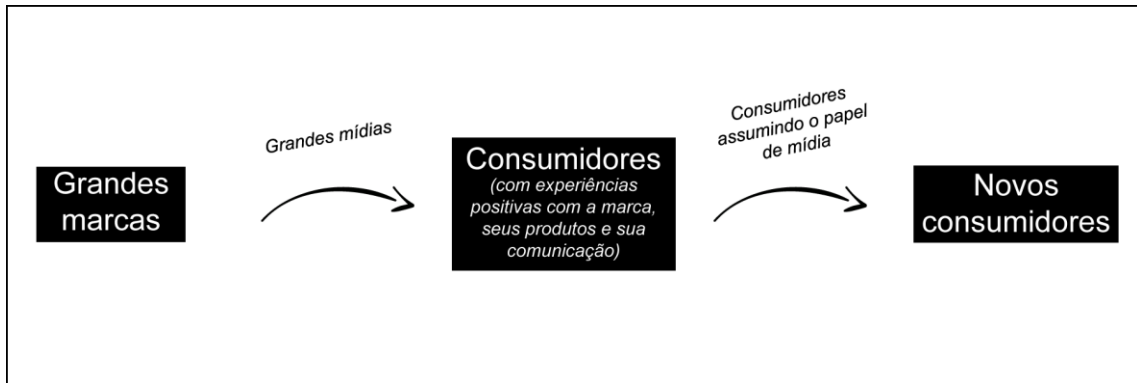 Grandes
marcas
Grandes mídias
Consumidores
(com experiências
positivas com a marca,
seus produtos e sua
comunicação)
Consumidores
assumindo o papel
de mídia
Novos
consumidores